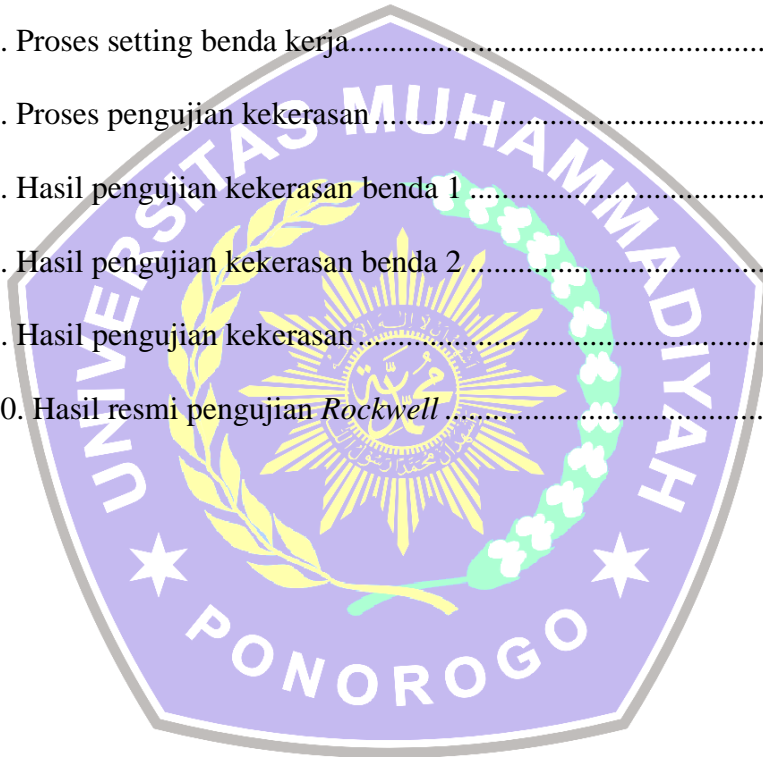 . Proses setting benda kerja..................................................
. Proses pengujian kekerasan...............................................
. Hasil pengujian kekerasan benda 1 ....................................
. Hasil pengujian kekerasan benda 2 ....................................
. Hasil pengujian kekerasan.................................................
0. Hasil resmi pengujian Rockwell .......................................
UNIVERSITAS MUHAMMADIYAH
PONOROGO
محمدية